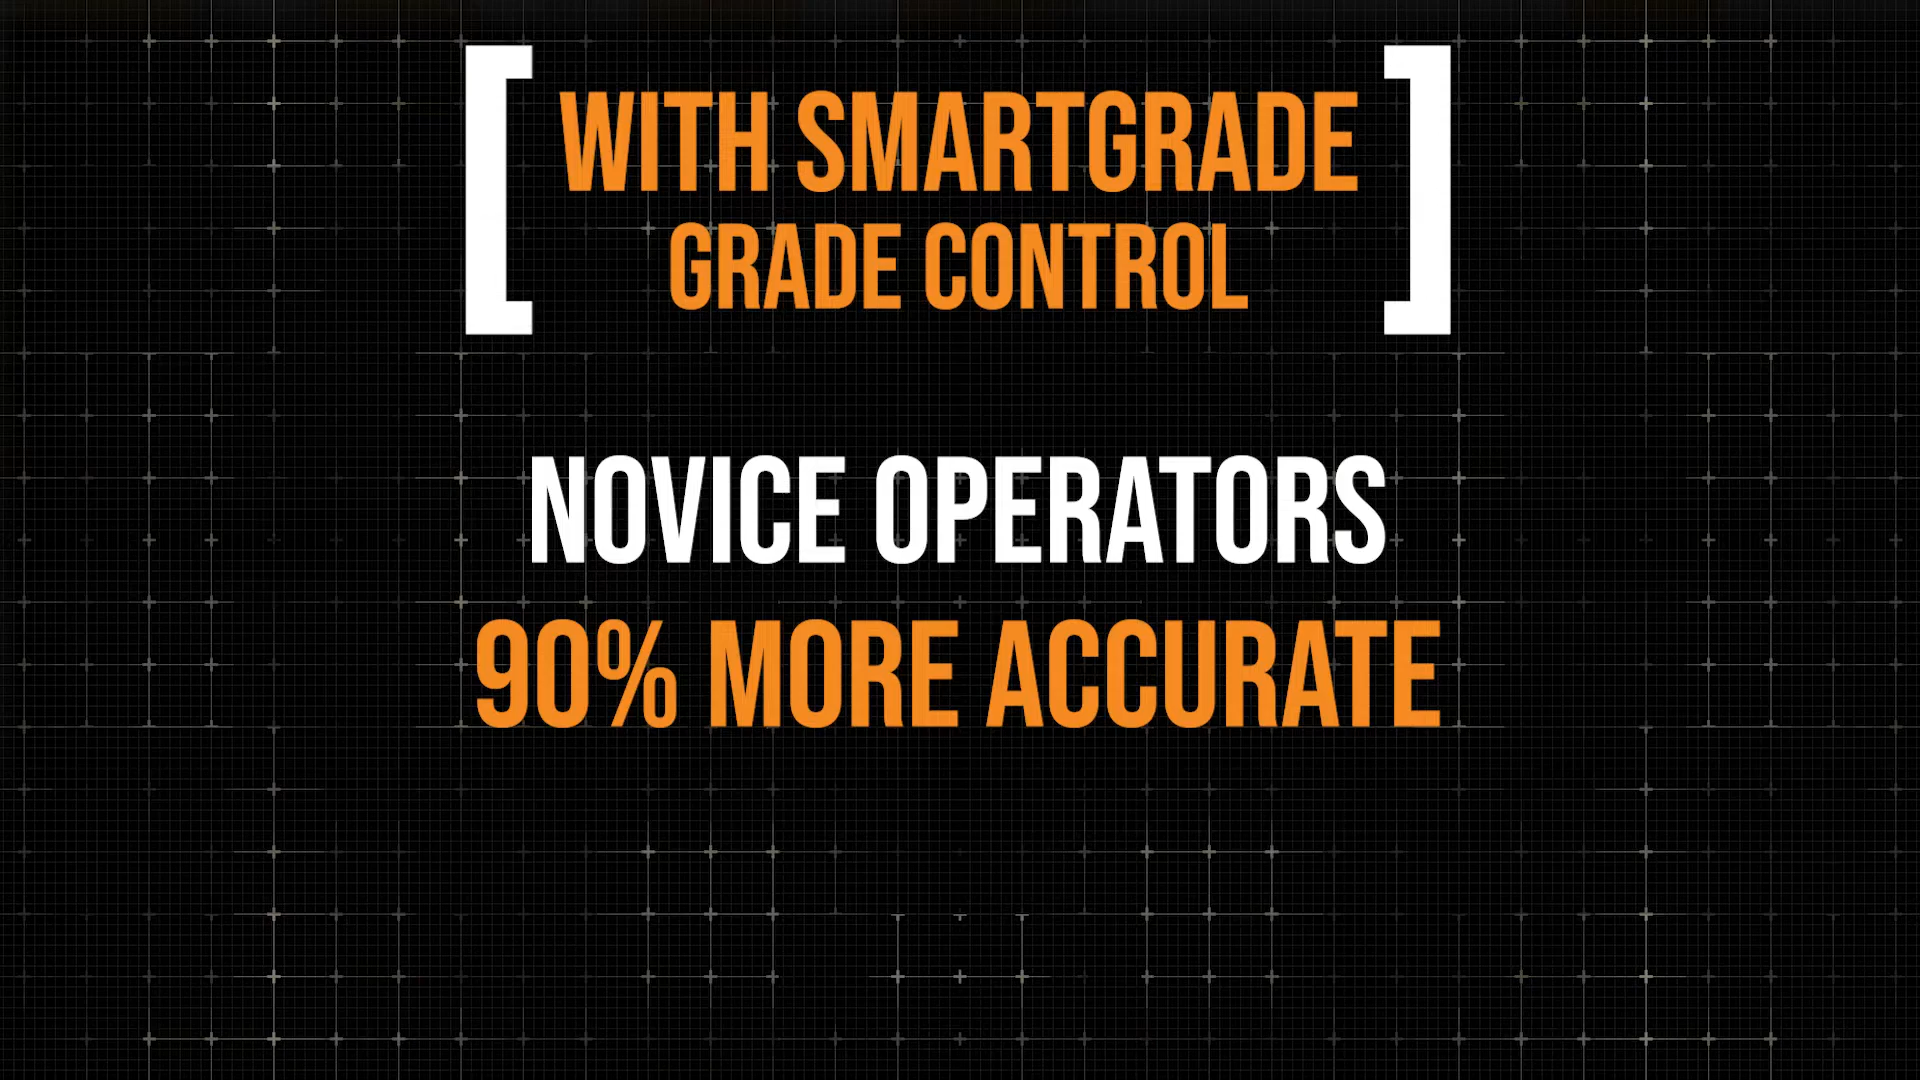 WITH SMARTGRADE
GRADE CONTROL
NOVICE OPERATORS
90% MORE ACCURATE